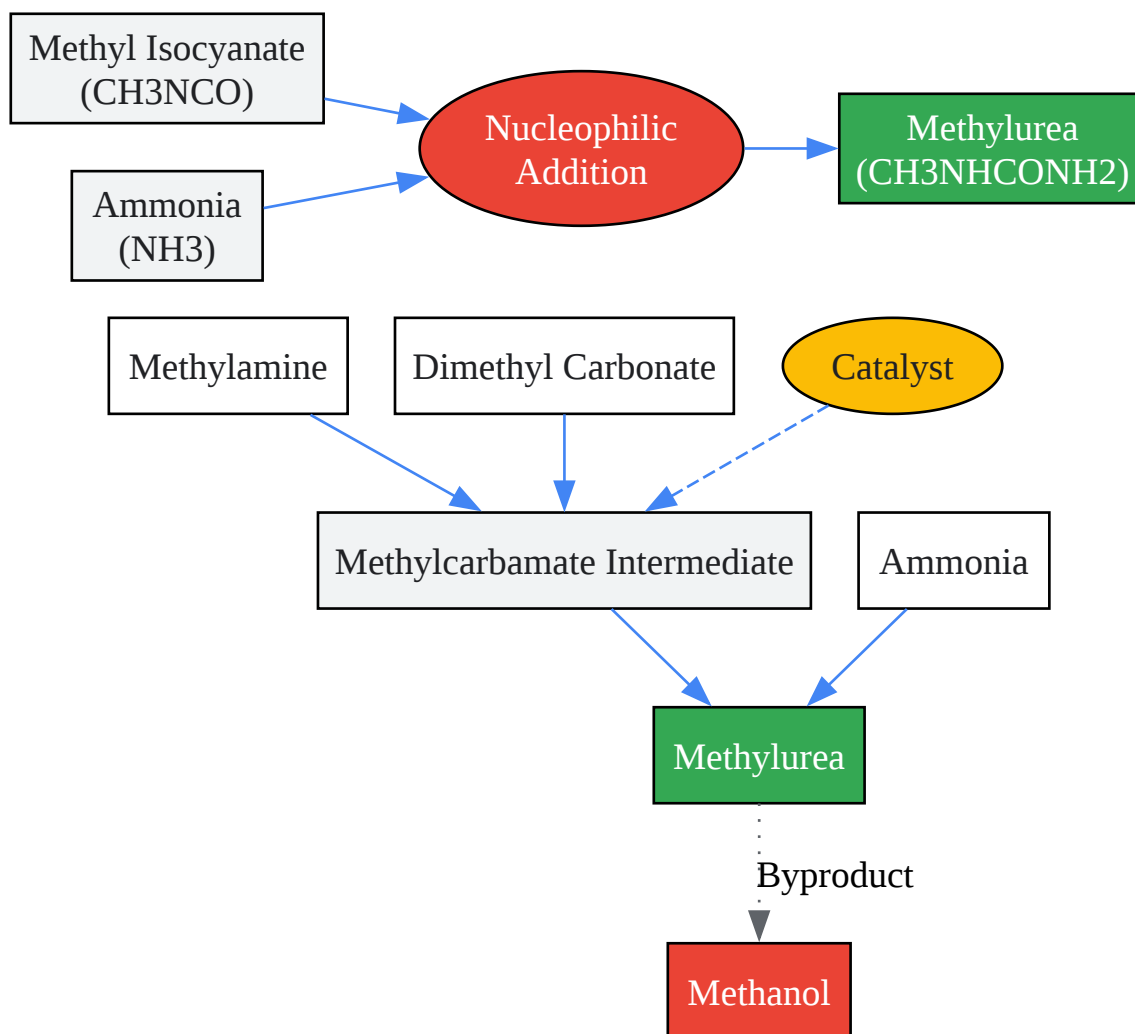 Methyl Isocyanate
(CH3NCO)
Nucleophilic
Addition
Methylurea
(CH3NHCONH2)
Ammonia
(NH3)
Methylamine
Dimethyl Carbonate
Catalyst
Methylcarbamate Intermediate
Ammonia
Methylurea
Byproduct
Methanol